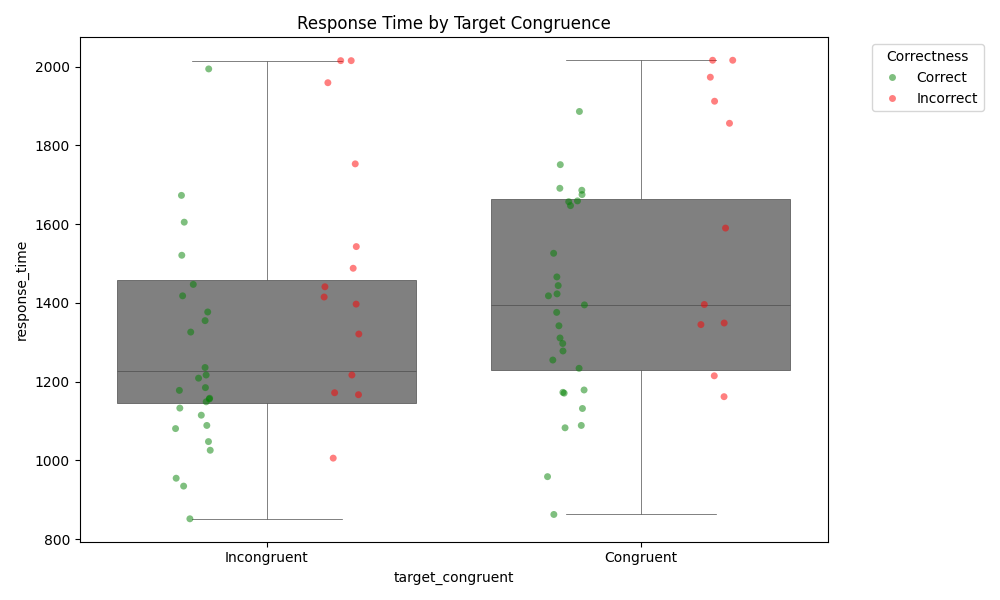 Response Time by Target Congruence
response_time
2000
1800
1600
1400
1200
1000
800
Incongruent
Congruent
target_congruent
Correctness
Correct
Incorrect